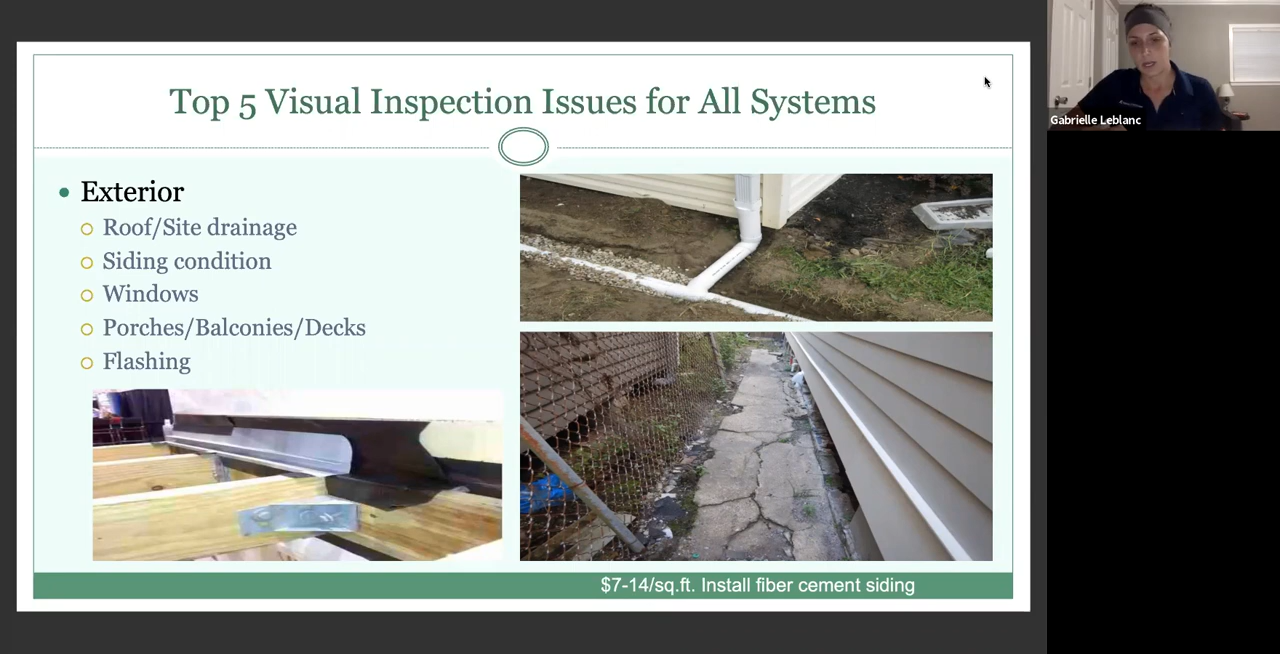 Top 5 Visual Inspection Issues for All Systems
Exterior
Roof/Site drainage
Siding condition
Windows
Porches/Balconies/Decks
Flashing
$7-14/sq.ft. Install fiber cement siding
Gabrielle Leblanc